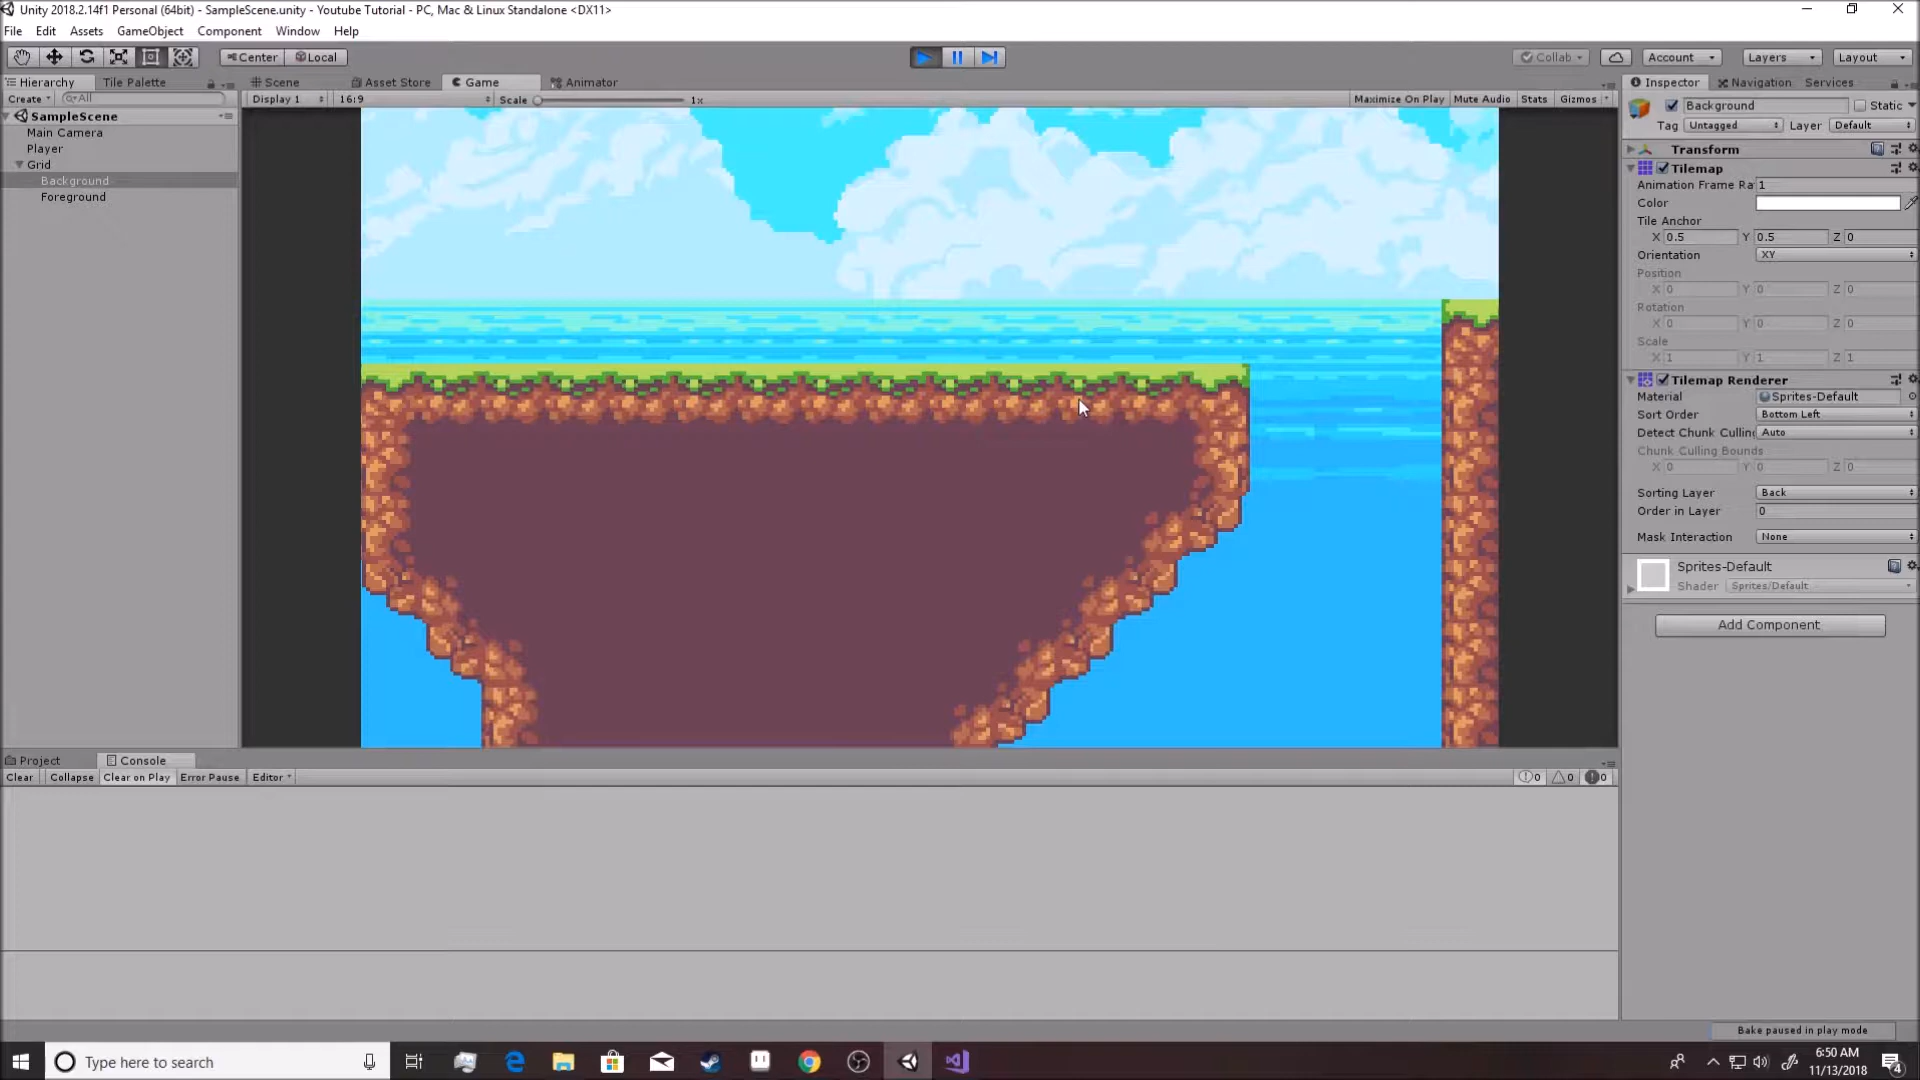 Unity 2018.2.14f1 Personal (64bit) - SampleScene.unity - Youtube Tutorial - PC, Mac & Linux Standalone <DX11>
File Edit Assets GameObject Component Window Help
Center Local Collab Account Layers Layout
Hierarchy Tile Palette Scene Asset Store Game Animator Inspector Navigation Services
Create All Display 1 16:9 Scale 1x Maximize On Play Mute Audio Stats Gizmos
SampleScene
Main Camera
Player
Grid
Background
Foreground
Background Static
Tag Untagged Layer Default
Transform
Tilemap
Animation Frame Ra 1
Color
Tile Anchor
X 0.5 Y 0.5 Z 0
Orientation XY
Position
X 0 Y 0 Z 0
Rotation
X 0 Y 0 Z 0
Scale
X 1 Y 1 Z 1
Tilemap Renderer
Material Sprites-Default
Sort Order Bottom Left
Detect Chunk Culling Auto
Chunk Culling Bounds
X 0 Y 0 Z 0
Sorting Layer Back
Order in Layer 0
Mask Interaction None
Sprites-Default
Shader Sprites/Default
Add Component
Project Console
Clear Collapse Clear on Play Error Pause Editor 0 0 0
Bake paused in play mode
Type here to search
6:50 AM
11/13/2018
4